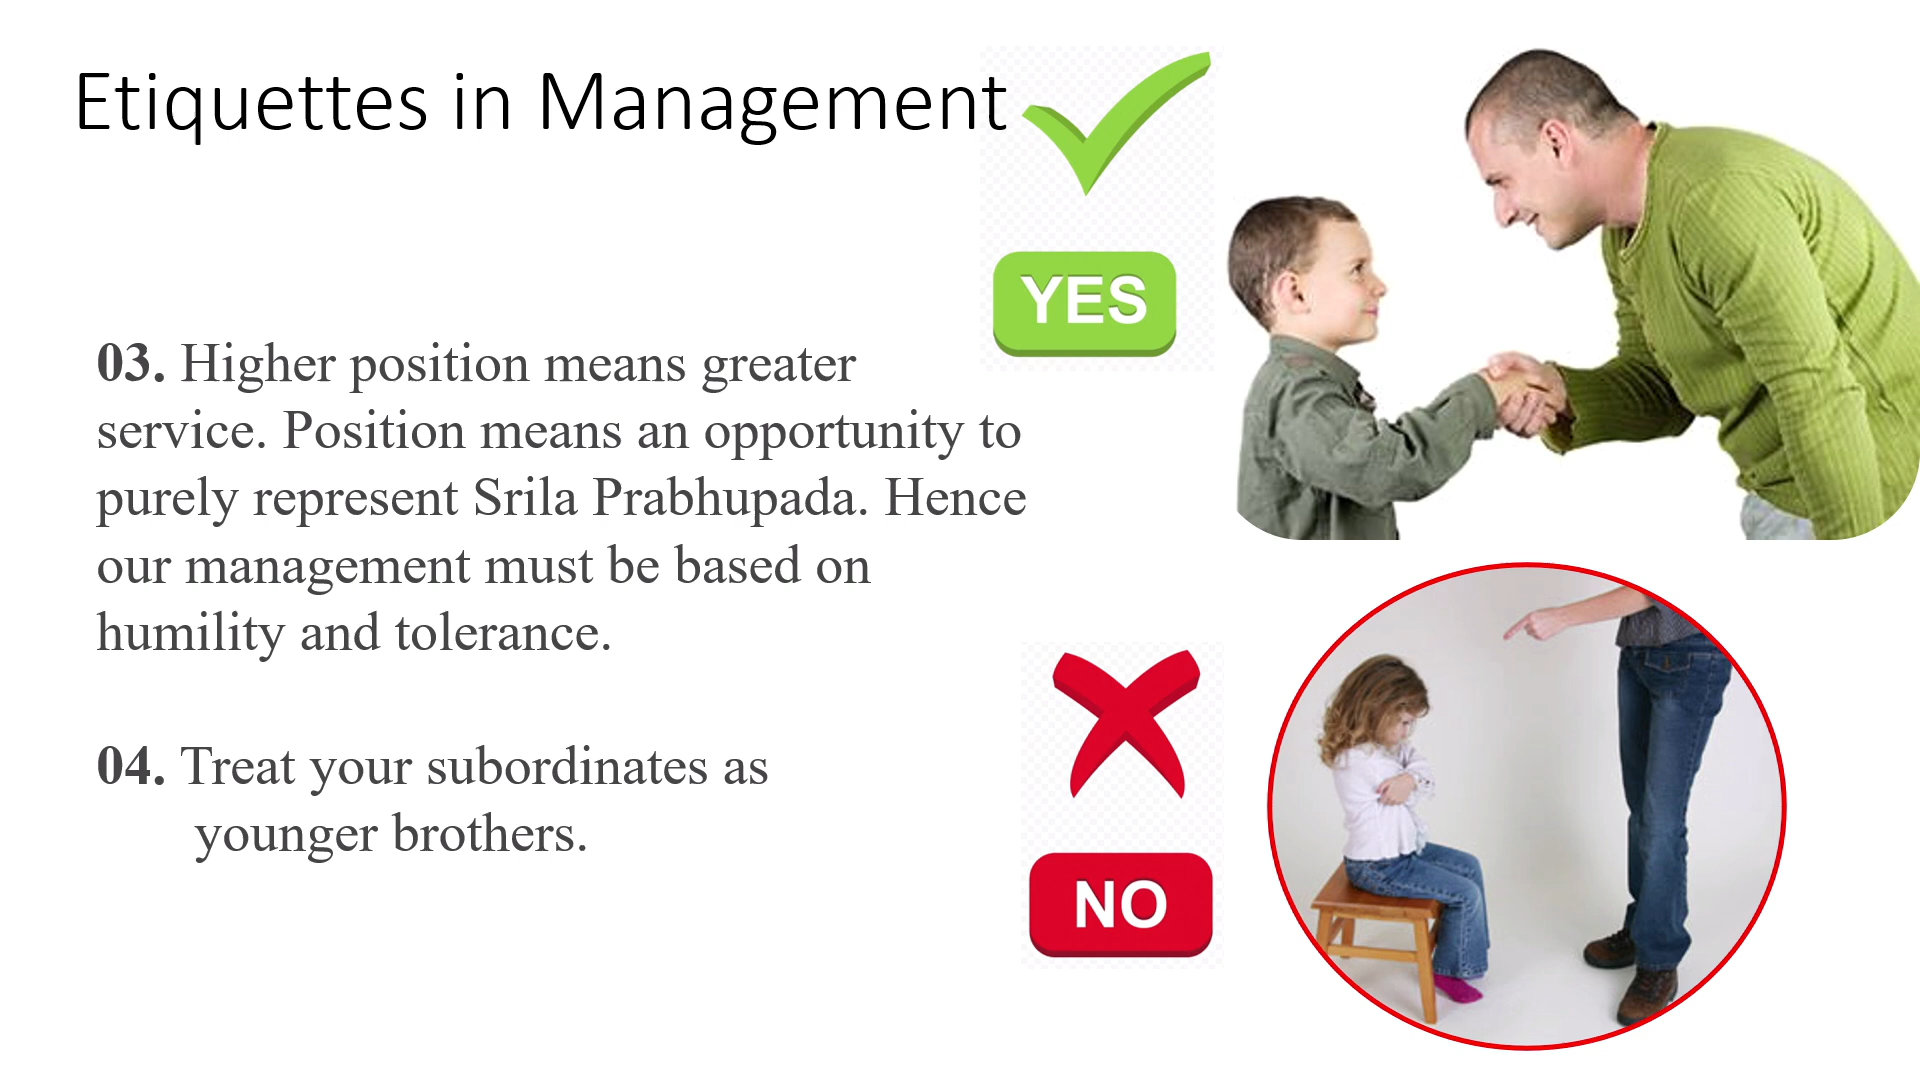 Etiquettes in Management
YES
03. Higher position means greater
service. Position means an opportunity to
purely represent Srila Prabhupada. Hence
our management must be based on
humility and tolerance.
04. Treat your subordinates as
younger brothers.
NO